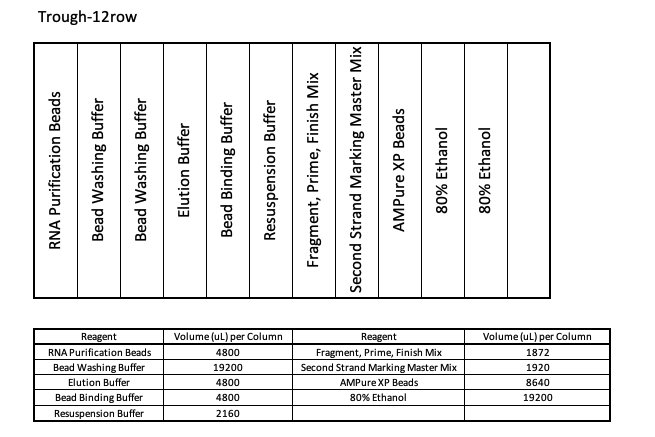 Trough-12row
RNA Purification Beads
Bead Washing Buffer
Bead Washing Buffer
Elution Buffer
Bead Binding Buffer
Resuspension Buffer
Fragment, Prime, Finish Mix
Second Strand Marking Master Mix
AMPure XP Beads
80% Ethanol
80% Ethanol
Reagent Volume (uL) per Column Reagent Volume (uL) per Column
RNA Purification Beads 4800 Fragment, Prime, Finish Mix 1872
Bead Washing Buffer 19200 Second Strand Marking Master Mix 1920
Elution Buffer 4800 AMPure XP Beads 8640
Bead Binding Buffer 4800 80% Ethanol 19200
Resuspension Buffer 2160